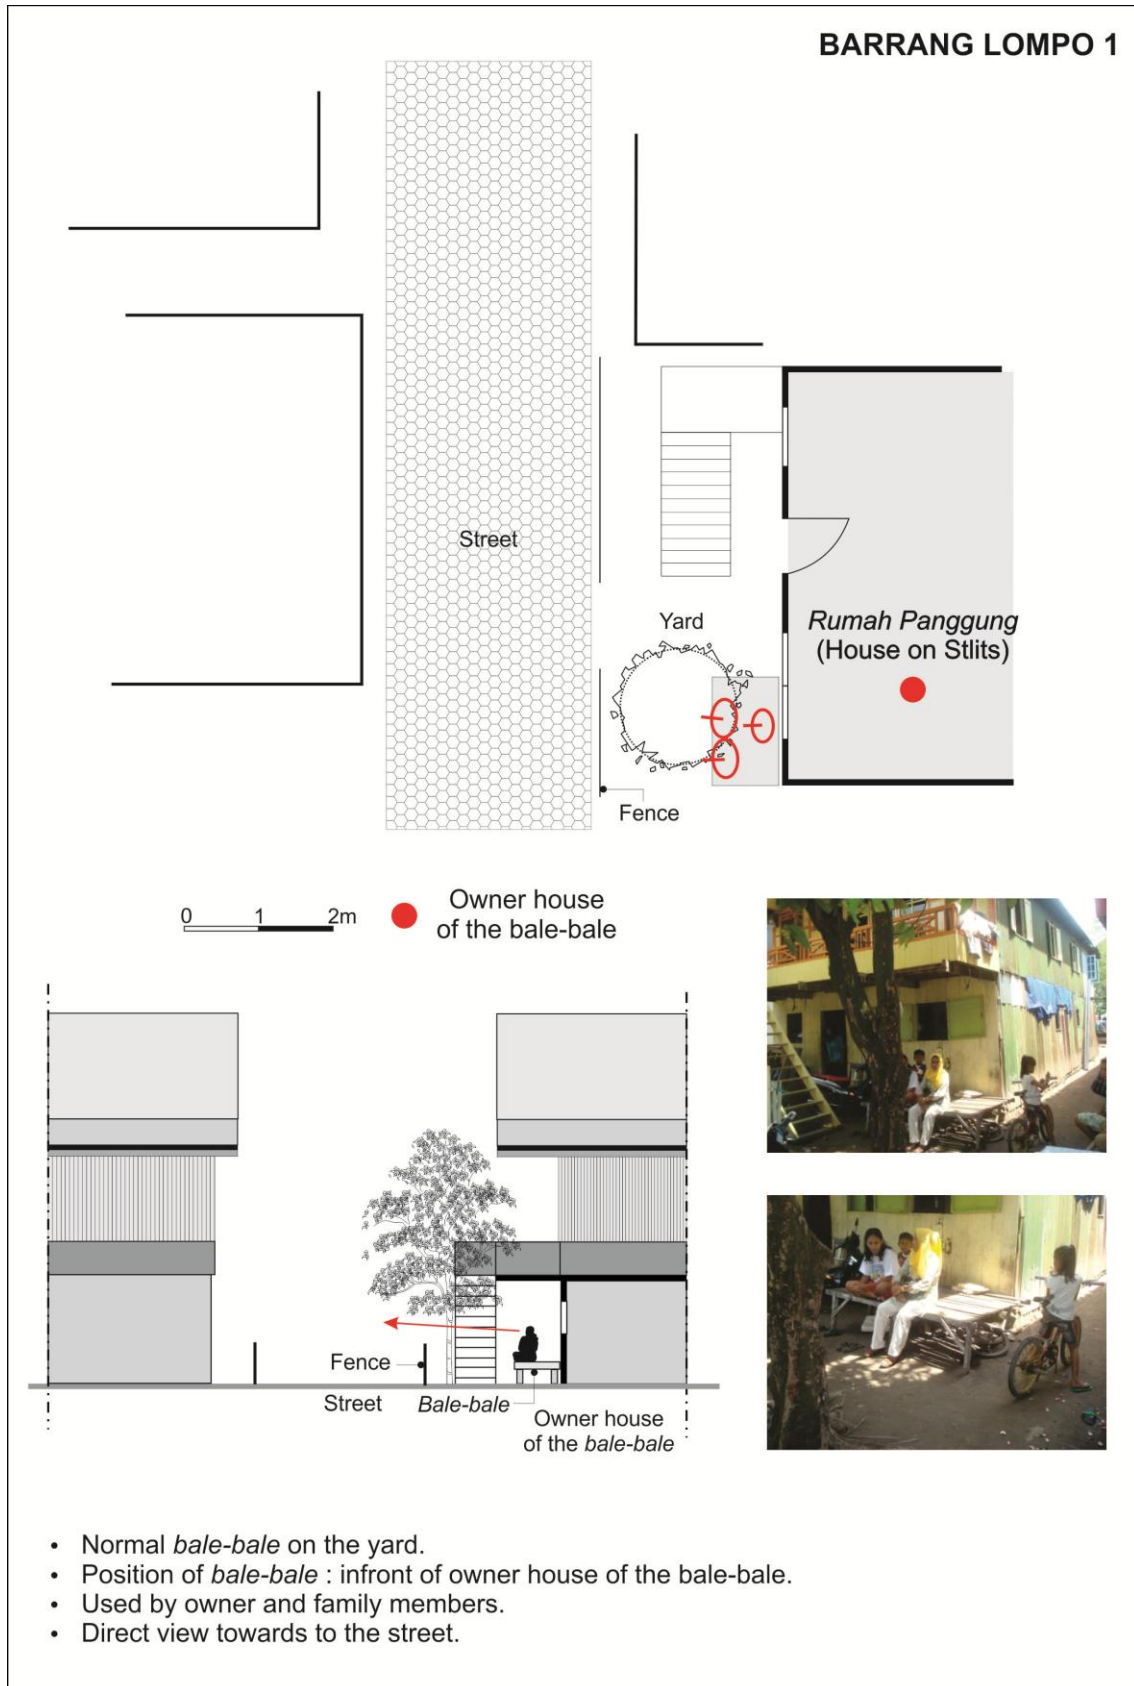 BARRANG LOMPO 1
Street
Yard
Rumah Panggung
(House on Stlits)
Fence
0 1 2m
Owner house
of the bale-bale
Fence
Street
Bale-bale
Owner house
of the bale-bale
• Normal bale-bale on the yard.
• Position of bale-bale : infront of owner house of the bale-bale.
• Used by owner and family members.
• Direct view towards to the street.